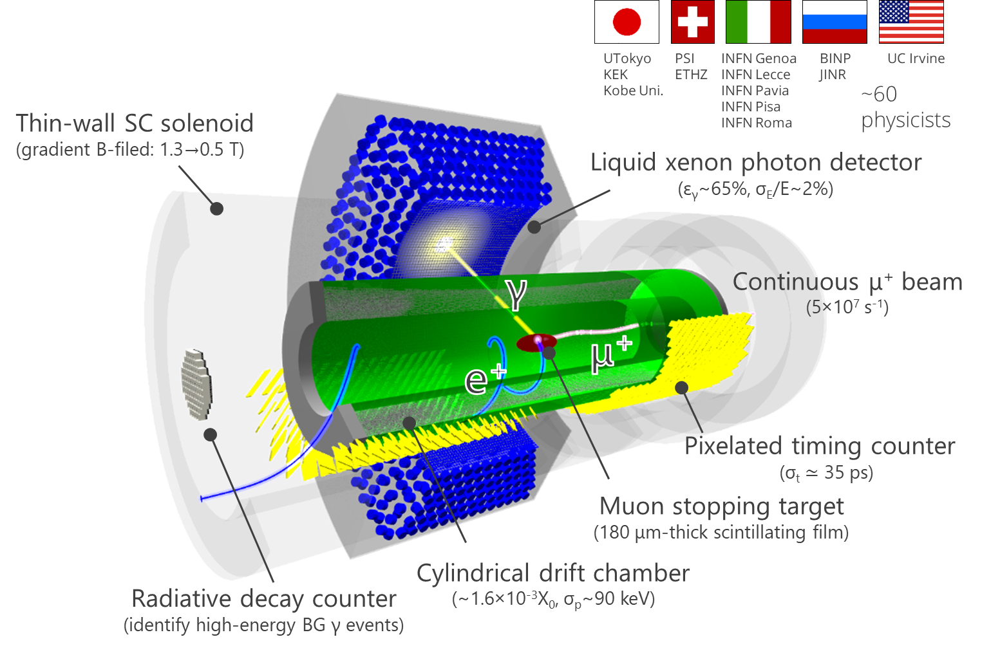 UTokyo
KEK
Kobe Uni.
PSI
ETHZ
INFN Genoa
INFN Lecce
INFN Pavia
INFN Pisa
INFN Roma
BINP
JINR
UC Irvine
~60
physicists
Thin-wall SC solenoid
(gradient B-filed: 1.3→0.5 T)
Liquid xenon photon detector
(εγ~65%, σE/E~2%)
Continuous μ⁺ beam
(5×10⁷ s⁻¹)
γ
μ⁺
e⁺
Pixelated timing counter
(σt ≃ 35 ps)
Muon stopping target
(180 μm-thick scintillating film)
Cylindrical drift chamber
(~1.6×10⁻³X₀, σp~90 keV)
Radiative decay counter
(identify high-energy BG γ events)